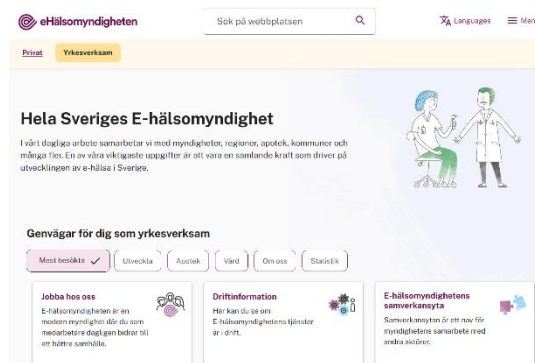 eHälsomyndigheten
Sök på webbplatsen
Languages
Men
Privat
Yrkesverksam
Hela Sveriges E-hälsomyndighet
I vårt dagliga arbete samarbetar vi med myndigheter, regioner, apotek, kommuner och
många fler. En av våra viktigaste uppgifter är att vara en samlande kraft som driver på
utvecklingen av e-hälsa i Sverige.
Genvägar för dig som yrkesverksam
Mest besökta
Utveckla
Apotek
Vård
Om oss
Statistik
Jobba hos oss
E-hälsomyndigheten är en
modern myndighet där du som
medarbetare dagligen bidrar till
ett bättre samhälle.
Driftinformation
Här kan du se om
E-hälsomyndighetens tjänster
är i drift.
E-hälsomyndighetens
samverkansyta
Samverkansytan är ett nav för
myndighetens samarbete med
andra aktörer.